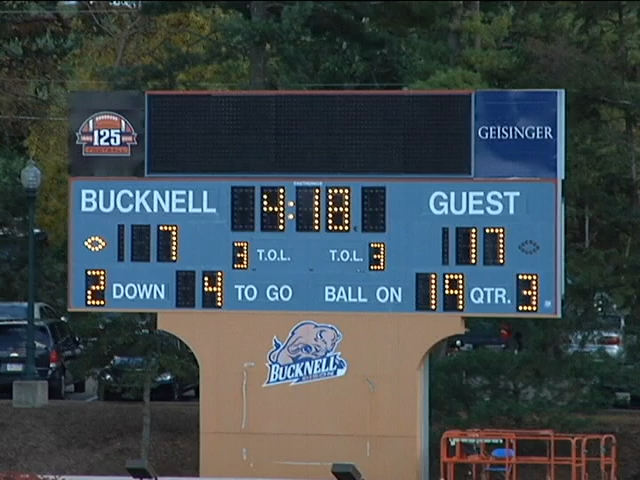 125
FOOTBALL
GEISINGER
BUCKNELL 4:18 GUEST
7 3 T.O.L. T.O.L. 3 17
2 DOWN 4 TO GO BALL ON 19 QTR. 3
BUCKNELL